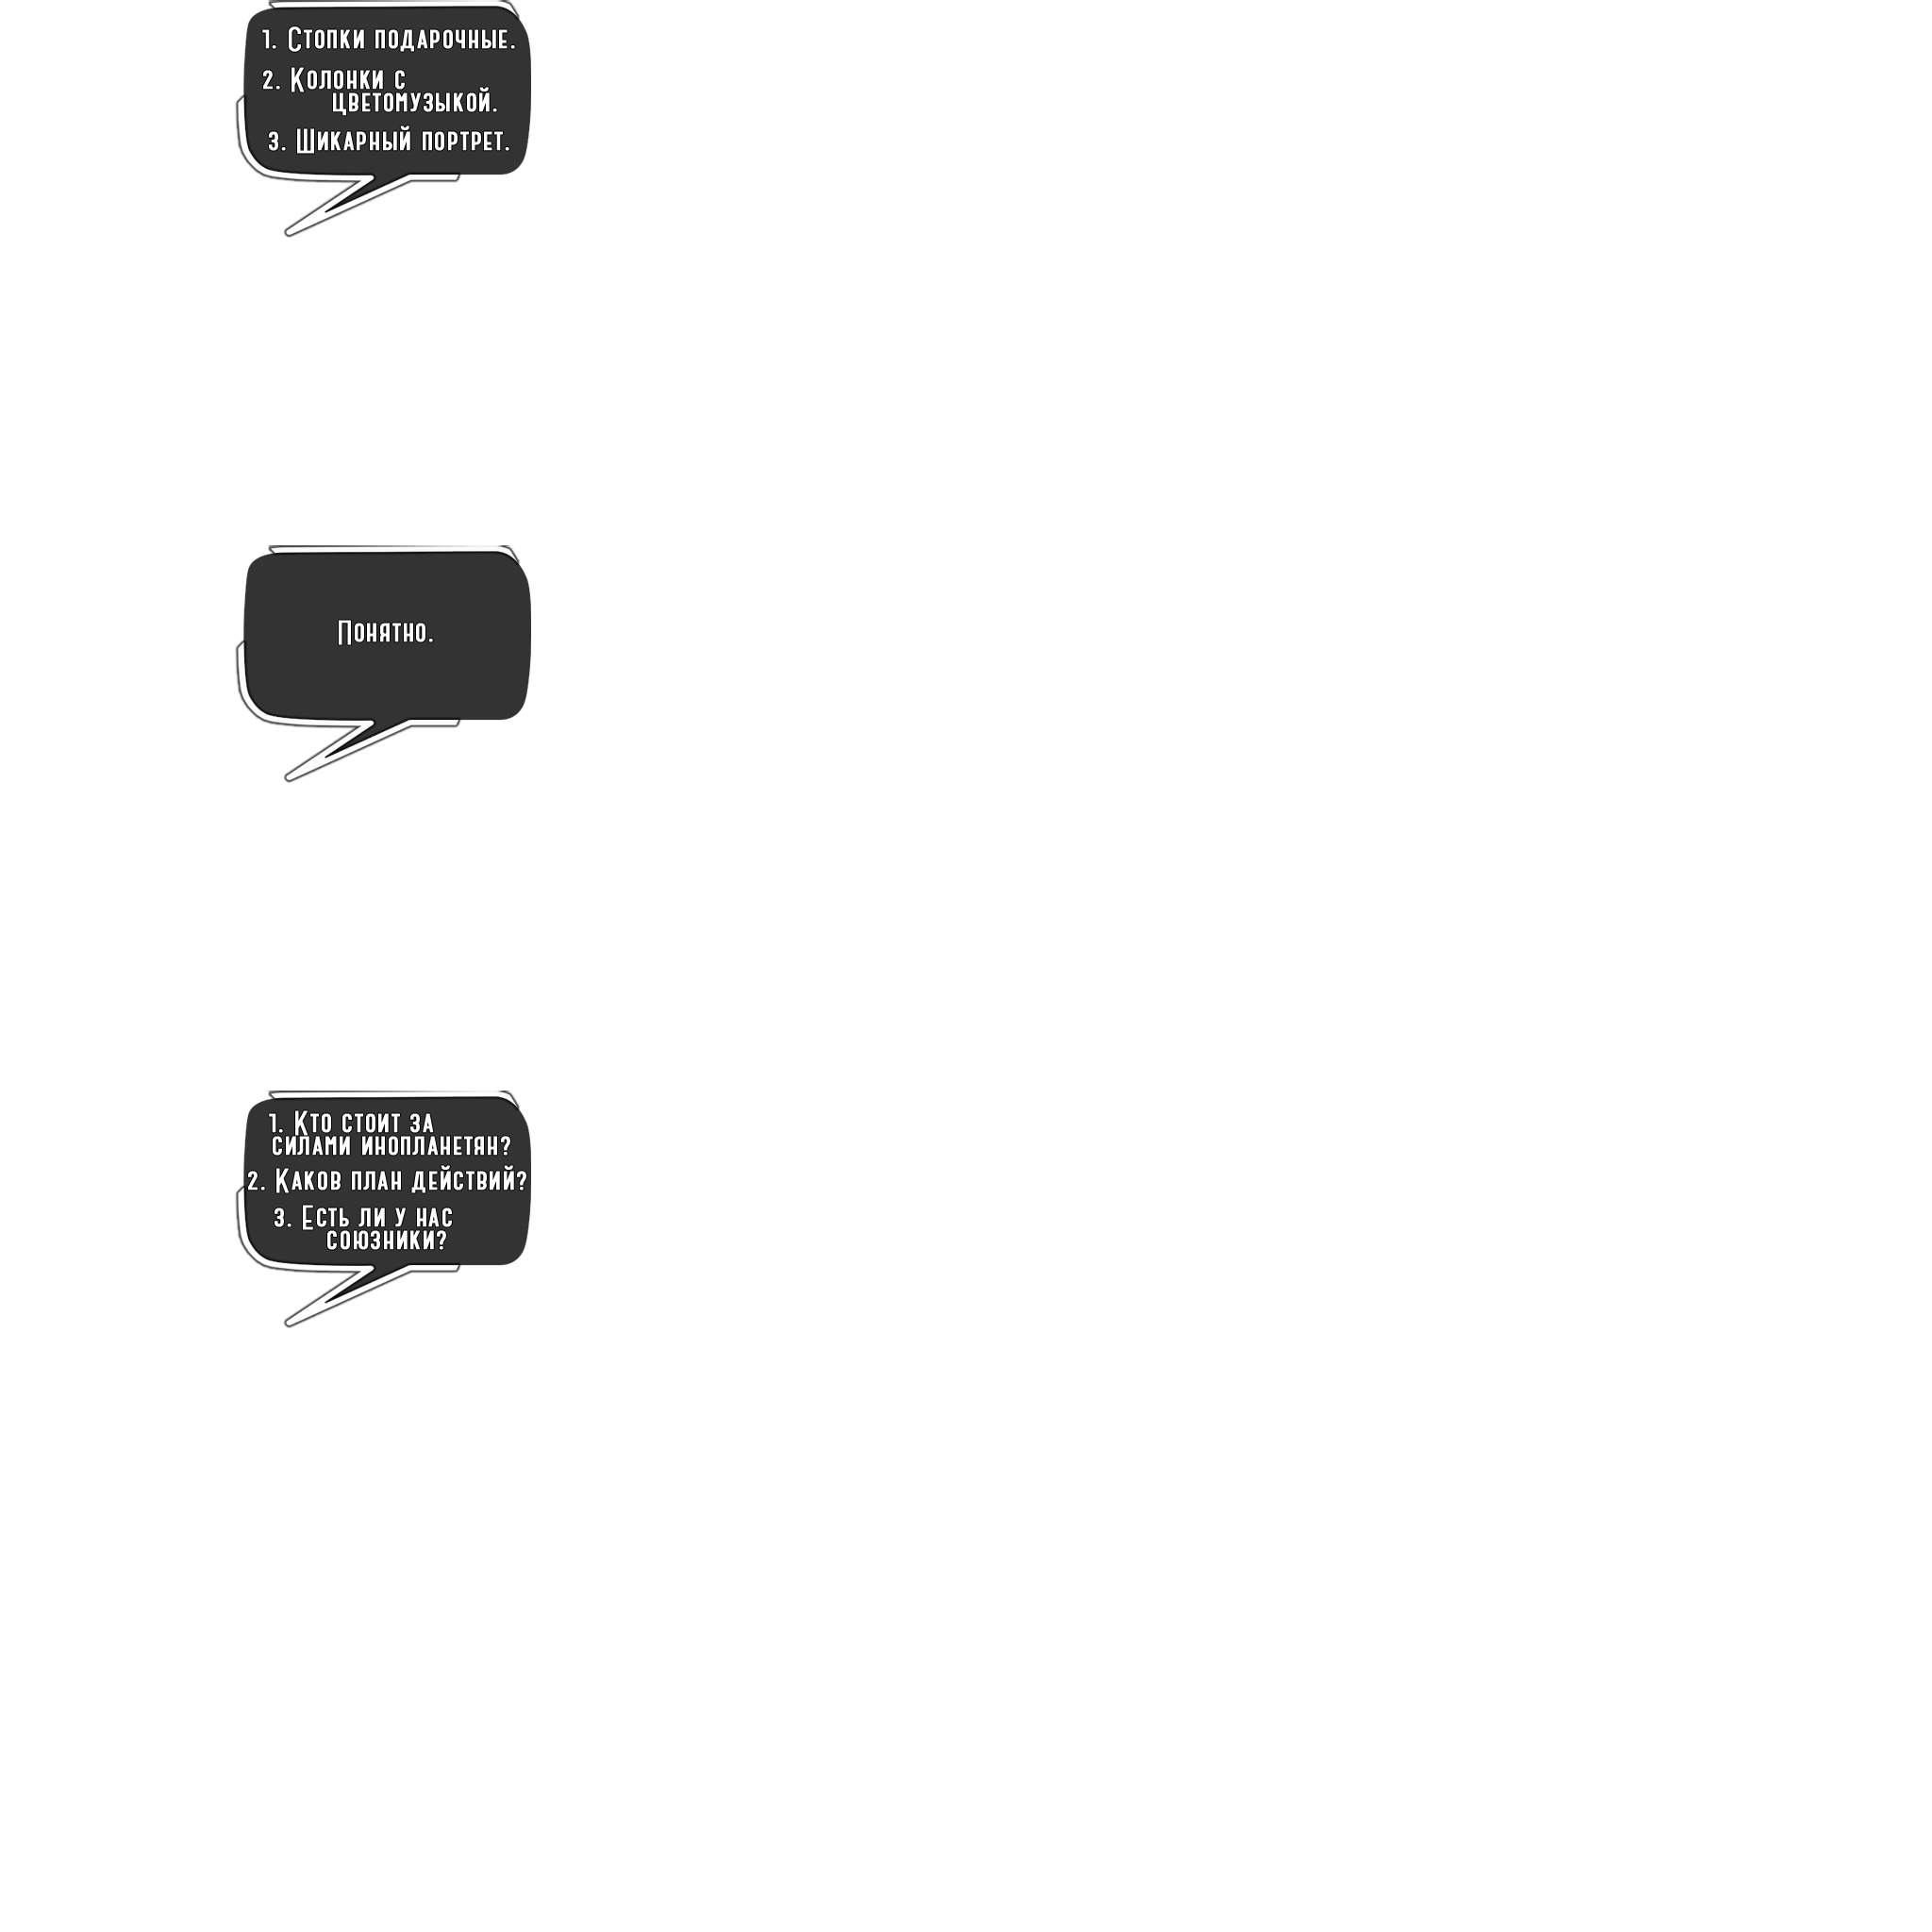 1. Стопки подарочные.
2. Колонки с
цветомузыкой.
3. Шикарный портрет.
Понятно.
1. Кто стоит за
силами инопланетян?
2. Каков план действий?
3. Есть ли у нас
союзники?